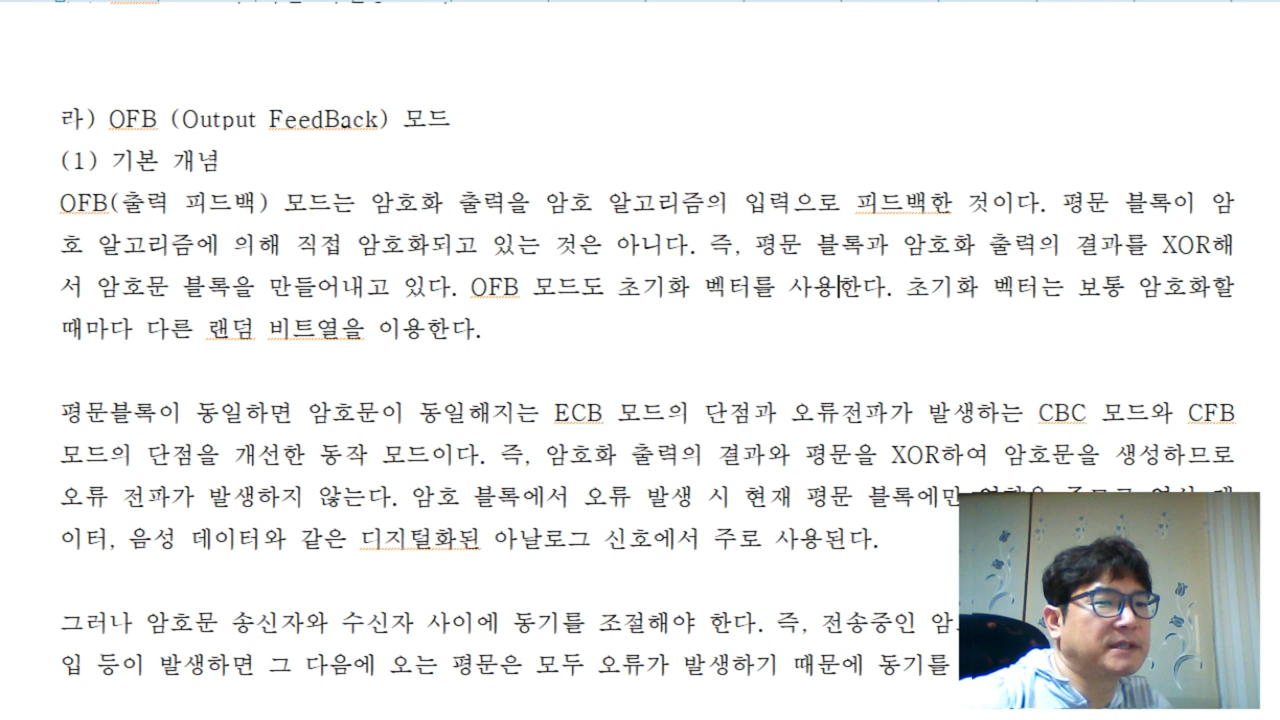 라) OFB (Output FeedBack) 모드
(1) 기본 개념
OFB(출력 피드백) 모드는 암호화 출력을 암호 알고리즘의 입력으로 피드백한 것이다. 평문 블록이 암
호 알고리즘에 의해 직접 암호화되고 있는 것은 아니다. 즉, 평문 블록과 암호화 출력의 결과를 XOR해
서 암호문 블록을 만들어내고 있다. OFB 모드도 초기화 벡터를 사용한다. 초기화 벡터는 보통 암호화할
때마다 다른 랜덤 비트열을 이용한다.
평문블록이 동일하면 암호문이 동일해지는 ECB 모드의 단점과 오류전파가 발생하는 CBC 모드와 CFB
모드의 단점을 개선한 동작 모드이다. 즉, 암호화 출력의 결과와 평문을 XOR하여 암호문을 생성하므로
오류 전파가 발생하지 않는다. 암호 블록에서 오류 발생 시 현재 평문 블록에만
이터, 음성 데이터와 같은 디지털화된 아날로그 신호에서 주로 사용된다.
그러나 암호문 송신자와 수신자 사이에 동기를 조절해야 한다. 즉, 전송중인
입 등이 발생하면 그 다음에 오는 평문은 모두 오류가 발생하기 때문에 동기를